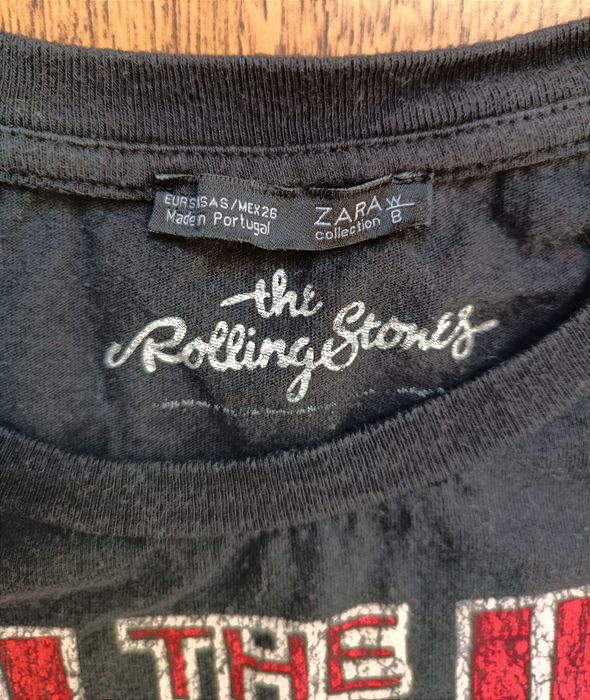 EUR S USA S/MEX 26
Made in Portugal
ZARA W
collection B
the
Rolling Stones
THE